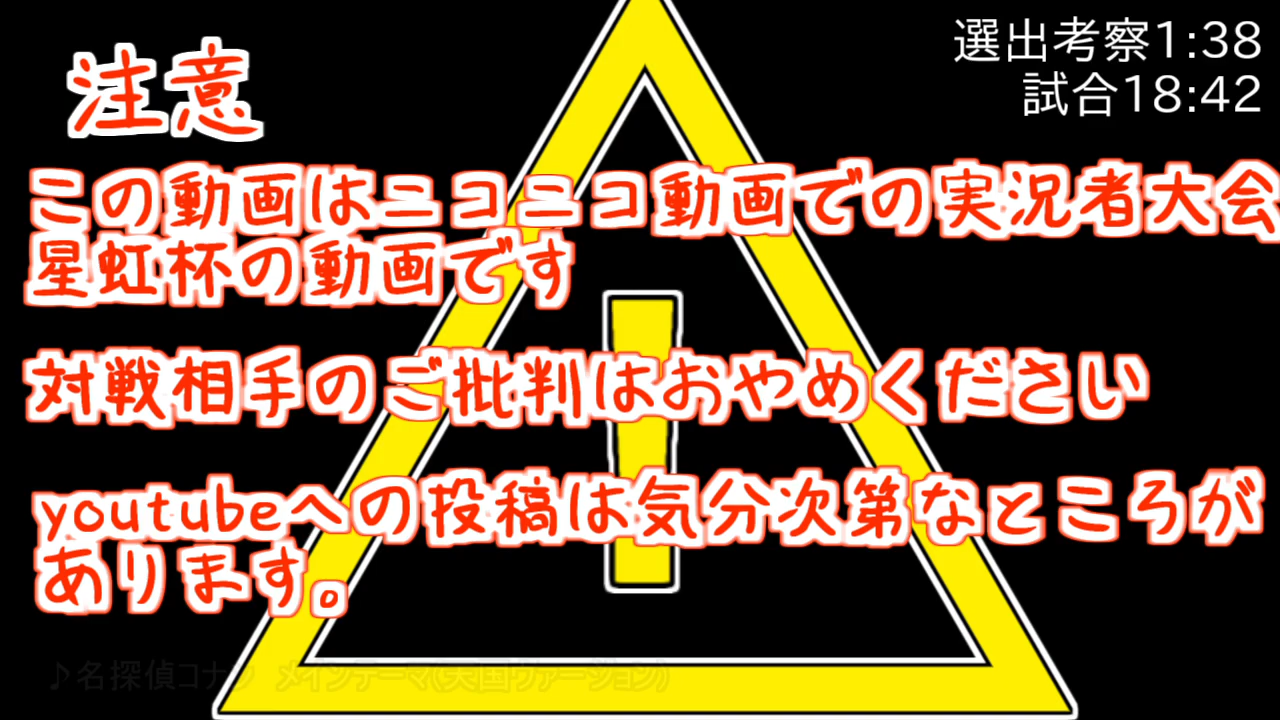 選出考察1:38
試合18:42
注意
この動画はニコニコ動画での実況者大会
星虹杯の動画です
対戦相手のご批判はおやめください
youtubeへの投稿は気分次第なところが
あります。
♪名探偵コナン メインテーマ(天国ヴァージョン)